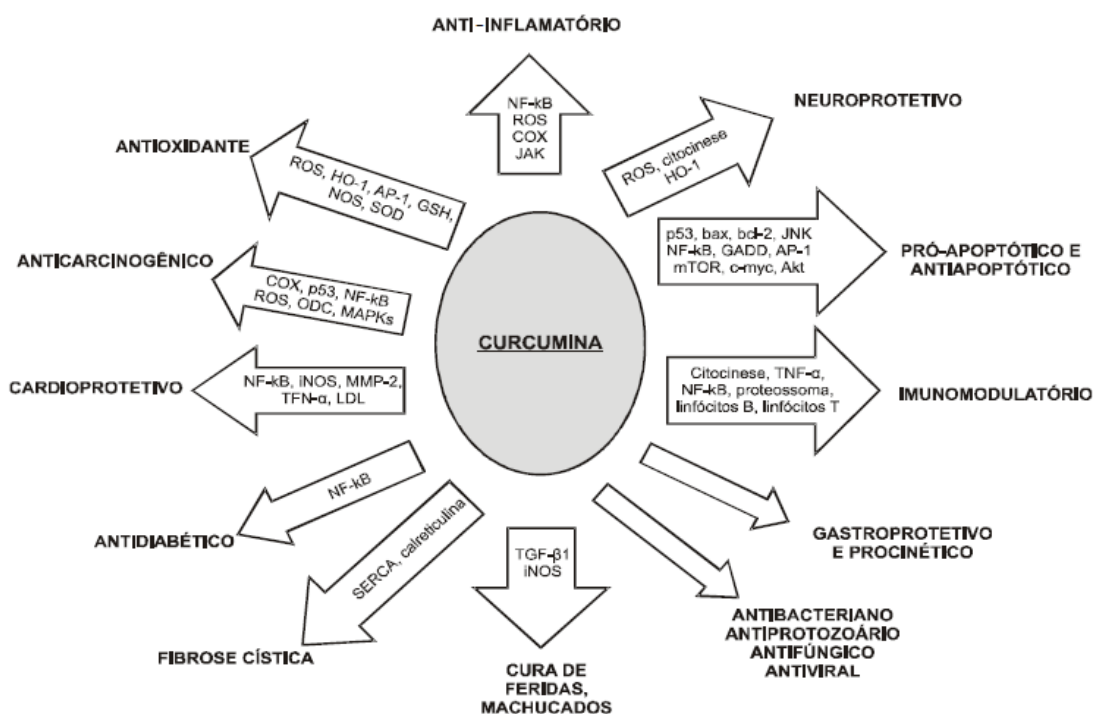 ANTI-INFLAMATÓRIO
NF-kB
ROS
COX
JAK
NEUROPROTETIVO
ROS, citocinese
HO-1
ANTIOXIDANTE
ROS, HO-1, AP-1, GSH,
NOS, SOD
p53, bax, bcl-2, JNK
NF-kB, GADD, AP-1
mTOR, c-myc, Akt
PRÓ-APOPTÓTICO E
ANTIAPOPTÓTICO
ANTICARCINOGÊNICO
COX, p53, NF-kB
ROS, ODC, MAPKs
CURCUMINA
CARDIOPROTETIVO
NF-kB, iNOS, MMP-2,
TFN-α, LDL
Citocinese, TNF-α,
NF-kB, proteossoma,
linfócitos B, linfócitos T
IMUNOMODULATÓRIO
NF-kB
ANTIDIABÉTICO
GASTROPROTETIVO
E PROCINÉTICO
SERCA, calreticulina
FIBROSE CÍSTICA
TGF-β1
iNOS
CURA DE
FERIDAS,
MACHUCADOS
ANTIBACTERIANO
ANTIPROTOZOÁRIO
ANTIFÚNGICO
ANTIVIRAL